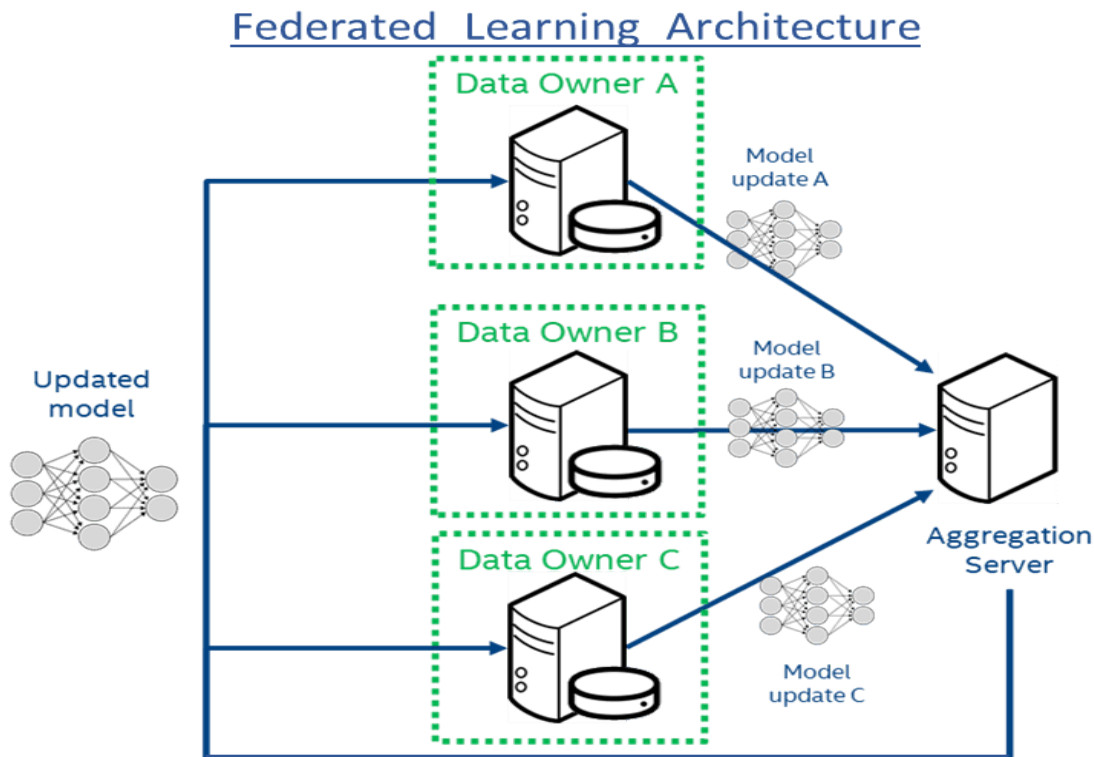 Federated Learning Architecture
Data Owner A
Model
update A
Data Owner B
Model
update B
Updated
model
Aggregation
Server
Data Owner C
Model
update C